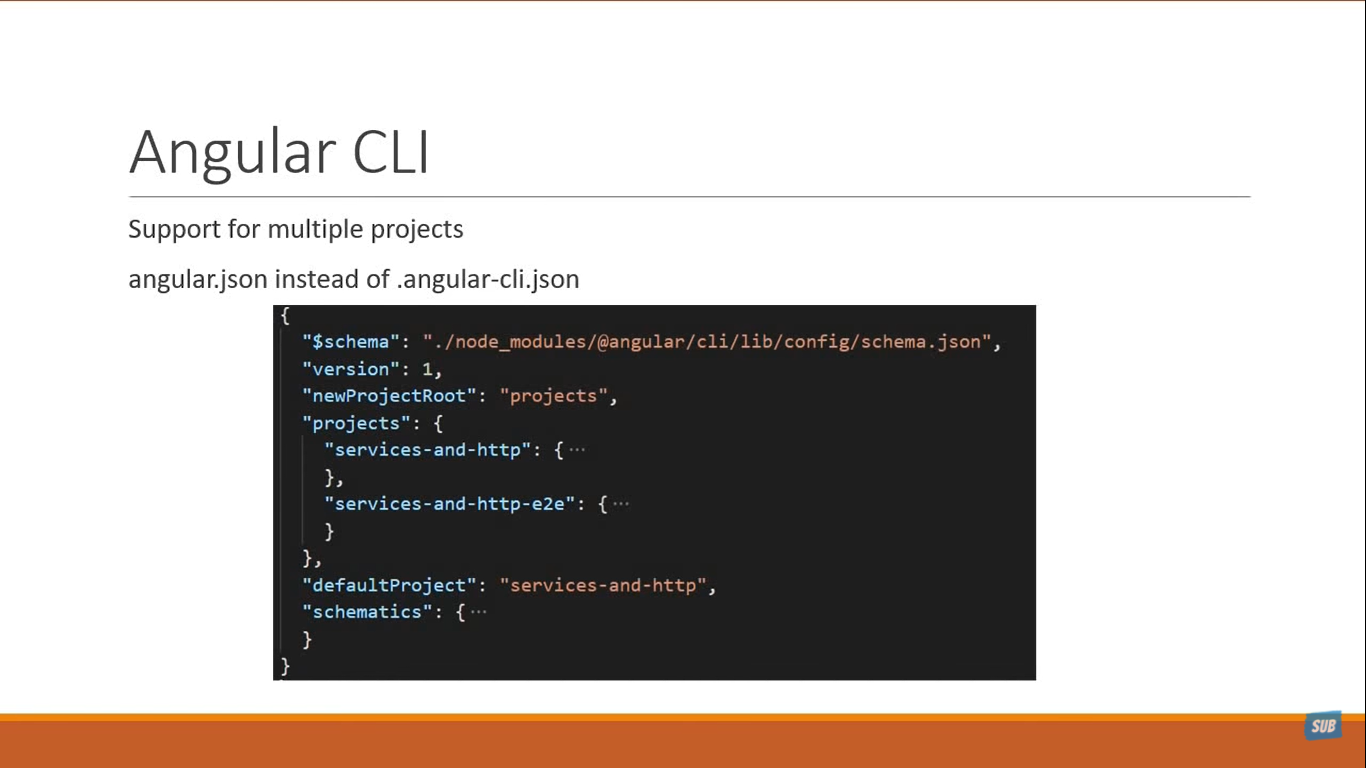 Angular CLI
Support for multiple projects
angular.json instead of .angular-cli.json
{
"$schema": "./node_modules/@angular/cli/lib/config/schema.json",
"version": 1,
"newProjectRoot": "projects",
"projects": {
"services-and-http": {···
},
"services-and-http-e2e": {···
}
},
"defaultProject": "services-and-http",
"schematics": {···
}
}
SUB